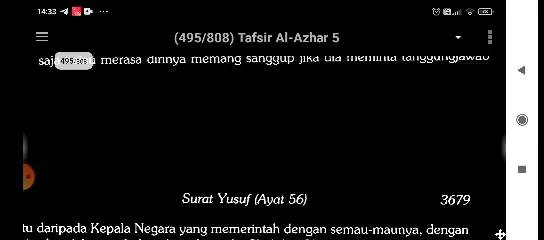 14:33
(495/808) Tafsir Al-Azhar 5
495/808
merasa dirinya memang sanggup jika dia meminta tanggungjawab
Surat Yusuf (Ayat 56) 3679
tu daripada Kepala Negara yang memerintah dengan semau-maunya, dengan